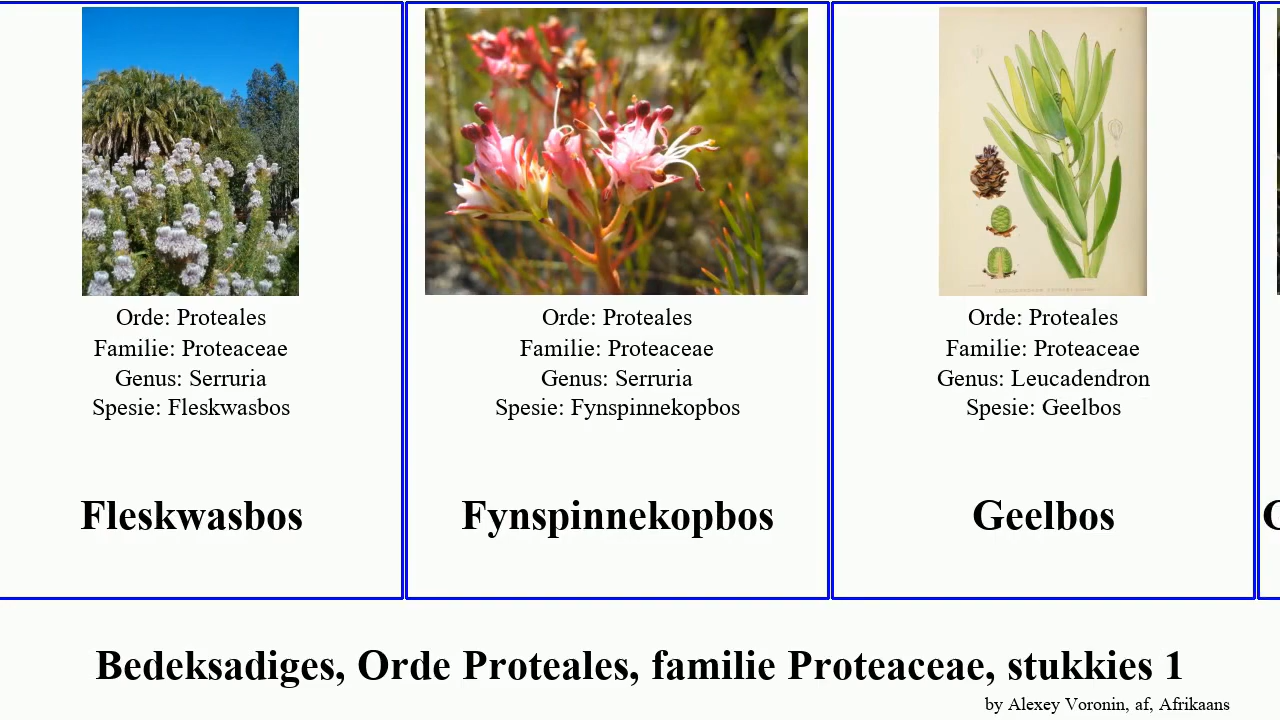 Orde: Proteales
Familie: Proteaceae
Genus: Serruria
Spesie: Fleskwasbos
Fleskwasbos
Orde: Proteales
Familie: Proteaceae
Genus: Serruria
Spesie: Fynspinnekopbos
Fynspinnekopbos
Orde: Proteales
Familie: Proteaceae
Genus: Leucadendron
Spesie: Geelbos
Geelbos
Bedeksadiges, Orde Proteales, familie Proteaceae, stukkies 1
by Alexey Voronin, af, Afrikaans